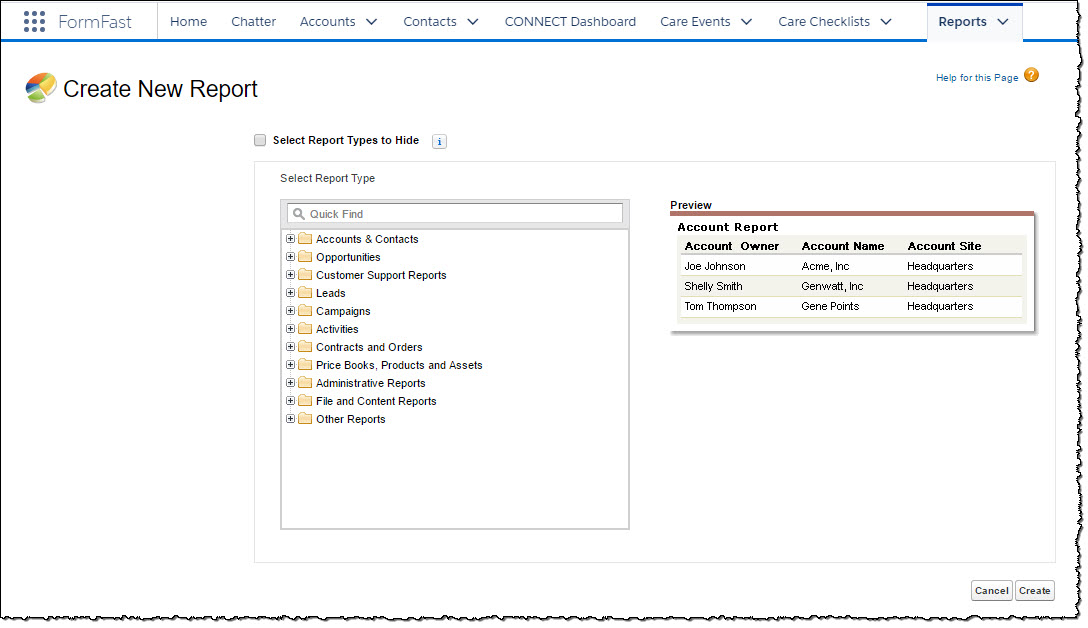 FormFast Home Chatter Accounts Contacts CONNECT Dashboard Care Events Care Checklists Reports
Create New Report
Help for this Page ?
Select Report Types to Hide i
Select Report Type
Quick Find
Accounts & Contacts
Opportunities
Customer Support Reports
Leads
Campaigns
Activities
Contracts and Orders
Price Books, Products and Assets
Administrative Reports
File and Content Reports
Other Reports
Preview
Account Report
Account Owner Account Name Account Site
Joe Johnson Acme, Inc Headquarters
Shelly Smith Genwatt, Inc Headquarters
Tom Thompson Gene Points Headquarters
Cancel Create